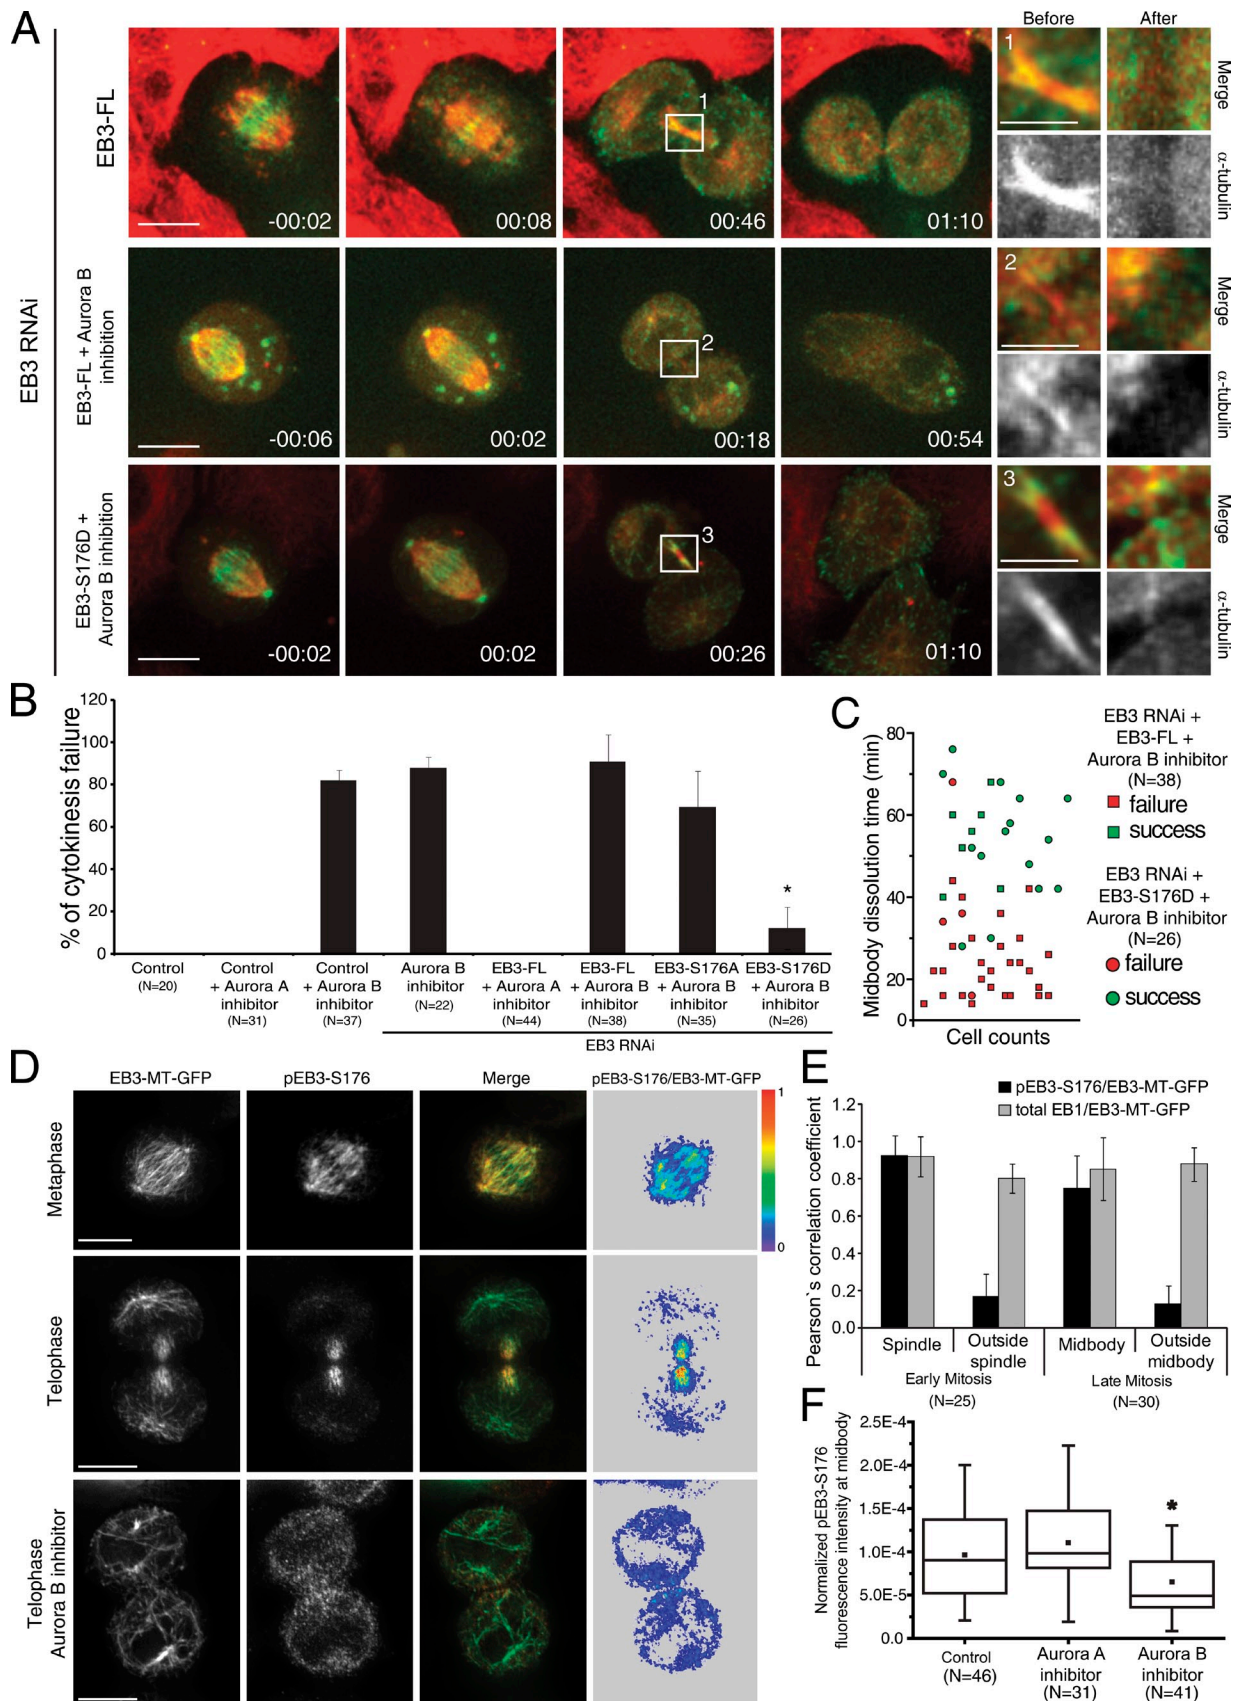 A
Before
After
EB3 RNAi
EB3-FL
-00:02
00:08
1
00:46
01:10
1
Merge
α-tubulin
EB3-FL + Aurora B
inhibition
-00:06
00:02
2
00:18
00:54
2
Merge
α-tubulin
EB3-S176D +
Aurora B inhibition
-00:02
00:02
3
00:26
01:10
3
Merge
α-tubulin
B
% of cytokinesis failure
120
100
80
60
40
20
0
*
Control
(N=20)
Control
+ Aurora A
inhibitor
(N=31)
Control
+ Aurora B
inhibitor
(N=37)
Aurora B
inhibitor
(N=22)
EB3-FL
+ Aurora A
inhibitor
(N=44)
EB3-FL
+ Aurora B
inhibitor
(N=38)
EB3-S176A
+ Aurora B
inhibitor
(N=35)
EB3-S176D
+ Aurora B
inhibitor
(N=26)
EB3 RNAi
C
Midbody dissolution time (min)
80
60
40
20
0
Cell counts
EB3 RNAi +
EB3-FL +
Aurora B inhibitor
(N=38)
failure
success
EB3 RNAi +
EB3-S176D +
Aurora B inhibitor
(N=26)
failure
success
D
EB3-MT-GFP
pEB3-S176
Merge
pEB3-S176/EB3-MT-GFP
Metaphase
1
0
Telophase
Telophase
Aurora B inhibitor
E
Pearson`s correlation coefficient
pEB3-S176/EB3-MT-GFP
total EB1/EB3-MT-GFP
1.2
1.0
0.8
0.6
0.4
0.2
0.0
Spindle
Outside
spindle
Midbody
Outside
midbody
Early Mitosis
(N=25)
Late Mitosis
(N=30)
F
Normalized pEB3-S176
fluorescence intensity at midbody
2.5E-4
2.0E-4
1.5E-4
1.0E-4
5.0E-5
0.0
*
Control
(N=46)
Aurora A
inhibitor
(N=31)
Aurora B
inhibitor
(N=41)